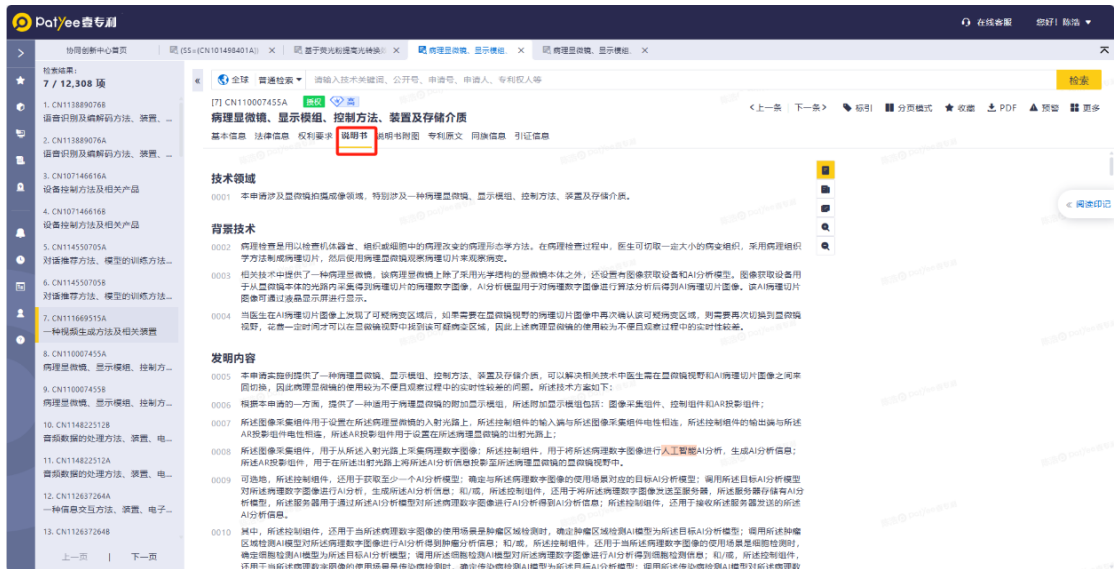 Patyee壹专利
在线客服 您好！陈浩
协同创新中心首页 (SS=(CN101498401A)) × 基于荧光粉提高光转换 × 病理显微镜、显示模组、 × 病理显微镜、显示模组、 ×
检索结果:
7 / 12,308 项
1. CN113889076B
语音识别及编解码方法、装置、...
2. CN113889076A
语音识别及编解码方法、装置、...
3. CN107146616A
设备控制方法及相关产品
4. CN107146616B
设备控制方法及相关产品
5. CN114550705A
对话推荐方法、模型的训练方法...
6. CN114550705B
对话推荐方法、模型的训练方法...
7. CN111669515A
一种视频生成方法及相关装置
8. CN110007455A
病理显微镜、显示模组、控制方...
9. CN110007455B
病理显微镜、显示模组、控制方...
10. CN114822512B
音频数据的处理方法、装置、电...
11. CN114822512A
音频数据的处理方法、装置、电...
12. CN112637264A
一种信息交互方法、装置、电子...
13. CN112637264B
上一页 | 下一页
全球 普通检索 请输入技术关键词、公开号、申请号、申请人、专利权人等 检索
[7] CN110007455A 授权 高
<上一条 下一条> 标引 分页模式 收藏 PDF 预警 更多
病理显微镜、显示模组、控制方法、装置及存储介质
基本信息 法律信息 权利要求 说明书 说明书附图 专利原文 同族信息 引证信息
技术领域
0001 本申请涉及显微镜拍摄成像领域，特别涉及一种病理显微镜、显示模组、控制方法、装置及存储介质。
背景技术
0002 病理检查是用以检查机体器官、组织或细胞中的病理改变的病理形态学方法。在病理检查过程中，医生可切取一定大小的病变组织，采用病理组织
学方法制成病理切片，然后使用病理显微镜观察病理切片来观察病变。
0003 相关技术中提供了一种病理显微镜，该病理显微镜上除了采用光学结构的显微镜本体之外，还设置有图像获取设备和AI分析模型。图像获取设备用
于从显微镜本体的光路内采集得到病理切片的病理数字图像，AI分析模型用于对病理数字图像进行算法分析后得到AI病理切片图像。该AI病理切片
图像可通过液晶显示屏进行显示。
0004 当医生在AI病理切片图像上发现了可疑病变区域后，如果需要在显微镜视野的病理切片图像中再次确认该可疑病变区域，则需要再次切换到显微镜
视野，花费一定时间才可以在显微镜视野中找到该可疑病变区域，因此上述病理显微镜的使用较为不便且观察过程中的实时性较差。
发明内容
0005 本申请实施例提供了一种病理显微镜、显示模组、控制方法、装置及存储介质，可以解决相关技术中医生需在显微镜视野和AI病理切片图像之间来
回切换，因此病理显微镜的使用较为不便且观察过程中的实时性较差的问题。所述技术方案如下：
0006 根据本申请的一方面，提供了一种适用于病理显微镜的附加显示模组，所述附加显示模组包括：图像采集组件、控制组件和AR投影组件；
0007 所述图像采集组件用于设置在所述病理显微镜的入射光路上，所述控制组件的输入端与所述图像采集组件电性相连，所述控制组件的输出端与所述
AR投影组件电性相连，所述AR投影组件用于设置在所述病理显微镜的出射光路上；
0008 所述图像采集组件，用于从所述入射光路上采集病理数字图像；所述控制组件，用于将所述病理数字图像进行人工智能AI分析，生成AI分析信息；
所述AR投影组件，用于在所述出射光路上将所述AI分析信息投影至所述病理显微镜的显微镜视野中。
0009 可选地，所述控制组件，还用于获取至少一个AI分析模型；确定与所述病理数字图像的使用场景对应的目标AI分析模型；调用所述目标AI分析模型
对所述病理数字图像进行AI分析，生成所述AI分析信息；和/或，所述控制组件，还用于将所述病理数字图像发送至服务器，所述服务器存储有AI分
析模型，所述服务器用于通过所述AI分析模型对所述病理数字图像进行AI分析得到AI分析信息；所述控制组件，还用于接收所述服务器发送的所述
AI分析信息。
0010 其中，所述控制组件，还用于当所述病理数字图像的使用场景是肿瘤区域检测时，确定肿瘤区域检测AI模型为所述目标AI分析模型；调用所述肿瘤
区域检测AI模型对所述病理数字图像进行AI分析得到肿瘤分析信息；和/或，所述控制组件，还用于当所述病理数字图像的使用场景是细胞检测时，
确定细胞检测AI模型为所述目标AI分析模型；调用所述细胞检测AI模型对所述病理数字图像进行AI分析得到细胞检测信息；和/或，所述控制组件，
还用于当所述病理数字图像的使用场景是传染病检测时，确定传染病检测AI模型为所述目标AI分析模型；调用所述传染病检测AI模型对所述病理数
阅读印记